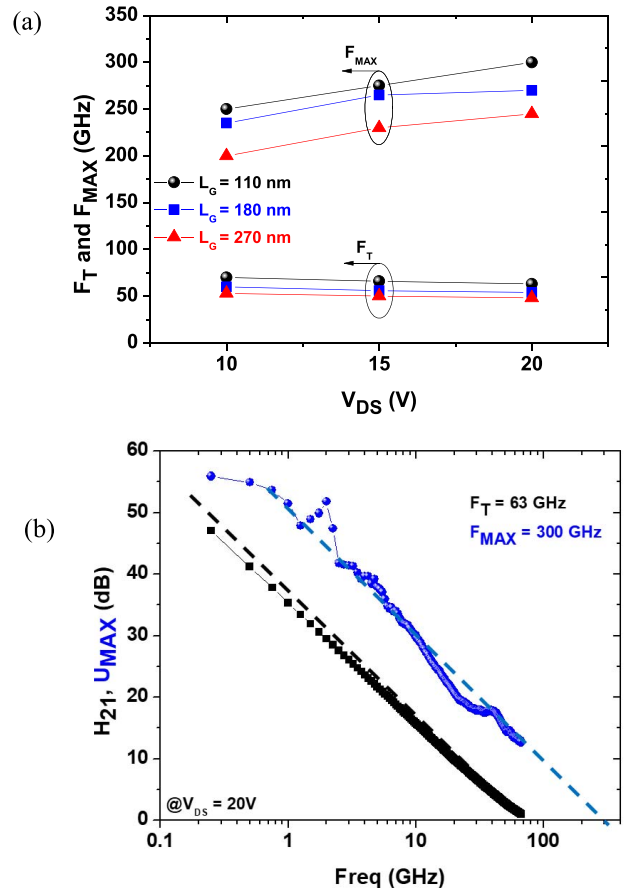 (a)
350
300
250
200
150
100
50
0
F_T and F_MAX (GHz)
F_MAX
L_G = 110 nm
L_G = 180 nm
L_G = 270 nm
F_T
10 15 20
V_DS (V)
(b)
60
50
40
30
20
10
0
H_21, U_MAX (dB)
F_T = 63 GHz
F_MAX = 300 GHz
@V_DS = 20V
0.1 1 10 100
Freq (GHz)